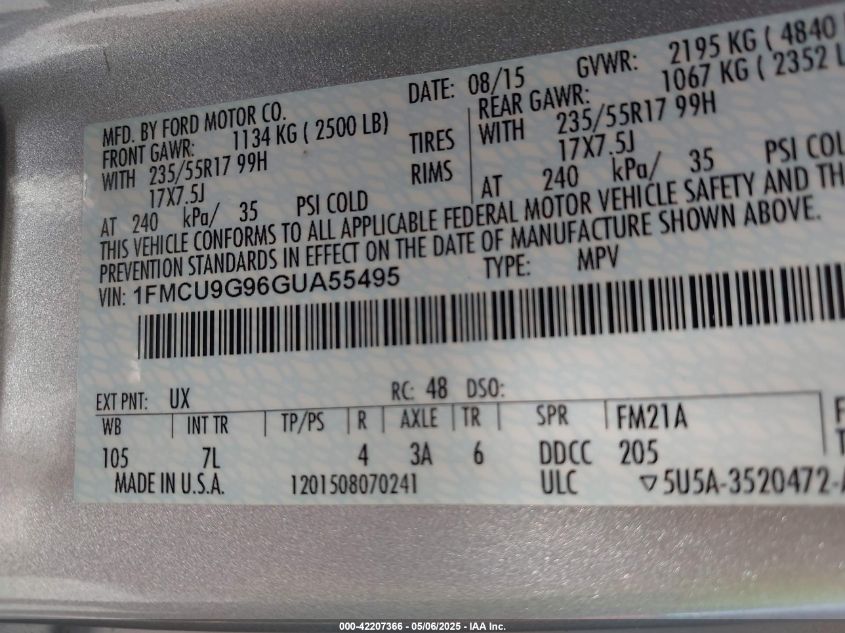 MFD. BY FORD MOTOR CO. DATE: 08/15 GVWR: 2195 KG ( 4840
FRONT GAWR: 1134 KG ( 2500 LB) REAR GAWR: 1067 KG ( 2352 L
WITH 235/55R17 99H TIRES WITH 235/55R17 99H
17X7.5J RIMS 17X7.5J
AT 240 kPa/ 35 PSI COLD AT 240 kPa/ 35 PSI COL
THIS VEHICLE CONFORMS TO ALL APPLICABLE FEDERAL MOTOR VEHICLE SAFETY AND TH
PREVENTION STANDARDS IN EFFECT ON THE DATE OF MANUFACTURE SHOWN ABOVE.
VIN: 1FMCU9G96GUA55495 TYPE: MPV
EXT PNT: UX RC: 48 DSO:
WB INT TR TP/PS R AXLE TR SPR FM21A F
105 7L 4 3A 6 DDCC 205 T
MADE IN U.S.A. 1201508070241 ULC ▽5U5A-3520472-A
000-42207366 - 05/06/2025 - IAA Inc.